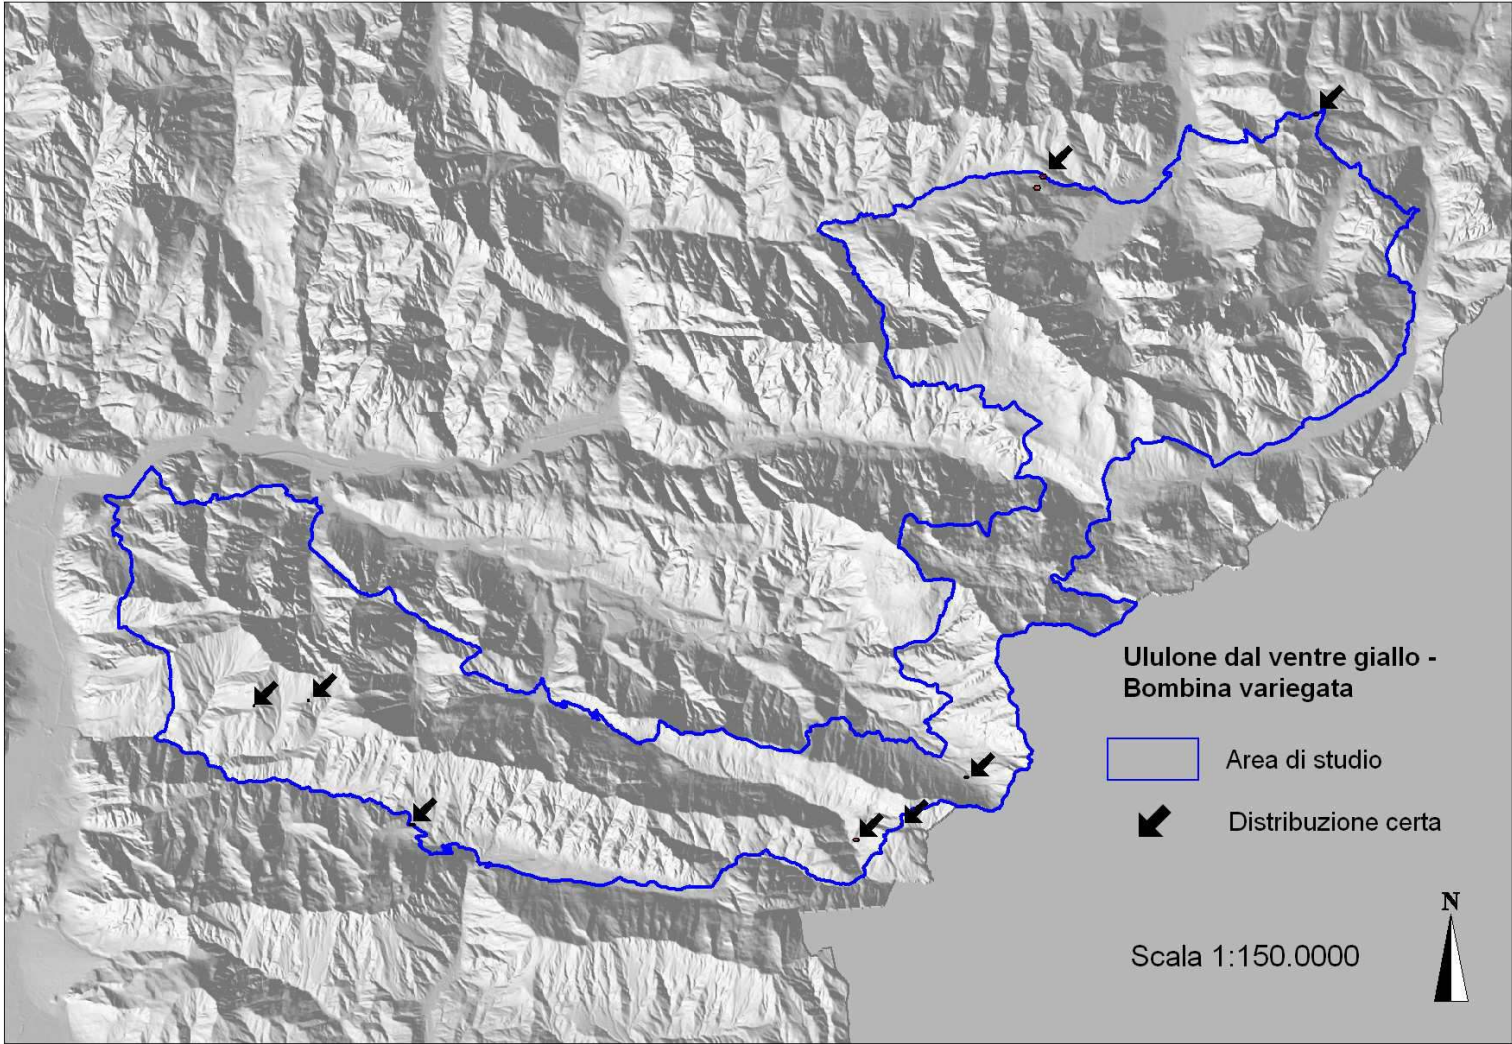 Ululone dal ventre giallo -
Bombina variegata
Area di studio
Distribuzione certa
N
Scala 1:150.0000